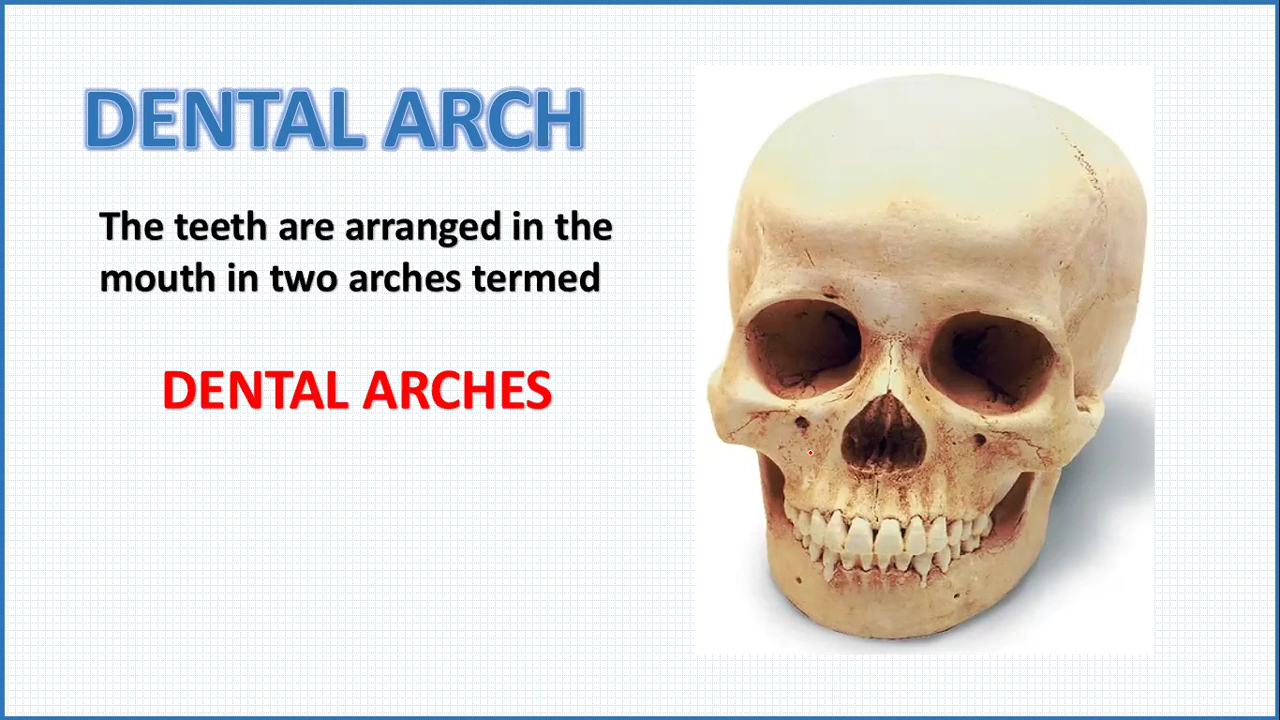 DENTAL ARCH
The teeth are arranged in the
mouth in two arches termed
DENTAL ARCHES